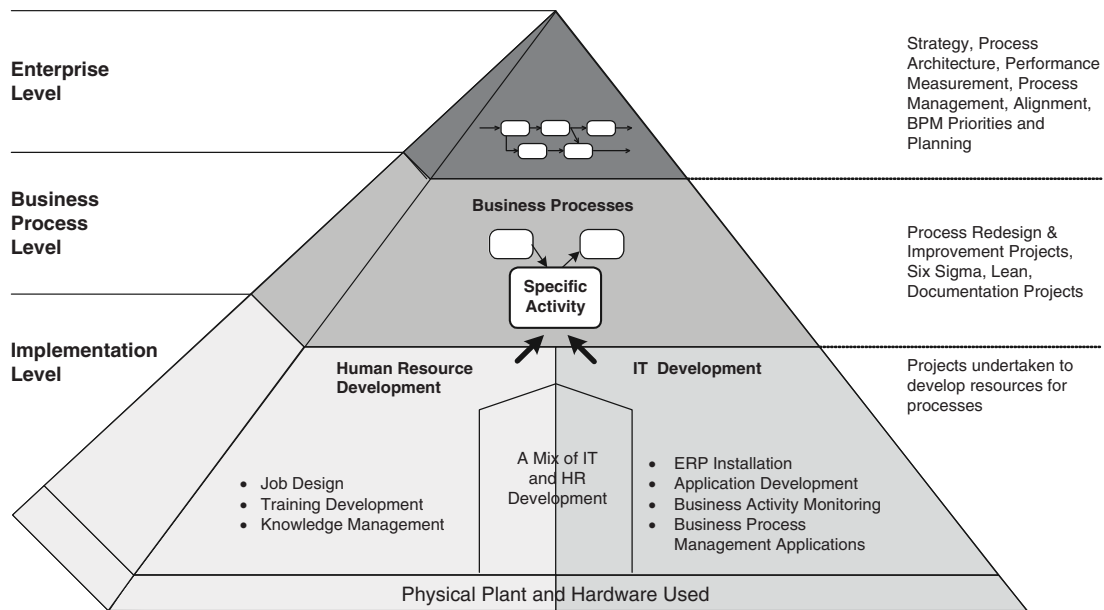 Enterprise
Level
Strategy, Process
Architecture, Performance
Measurement, Process
Management, Alignment,
BPM Priorities and
Planning
Business
Process
Level
Business Processes
Specific
Activity
Process Redesign &
Improvement Projects,
Six Sigma, Lean,
Documentation Projects
Implementation
Level
Human Resource
Development
IT Development
Projects undertaken to
develop resources for
processes
• Job Design
• Training Development
• Knowledge Management
A Mix of IT
and HR
Development
• ERP Installation
• Application Development
• Business Activity Monitoring
• Business Process
Management Applications
Physical Plant and Hardware Used